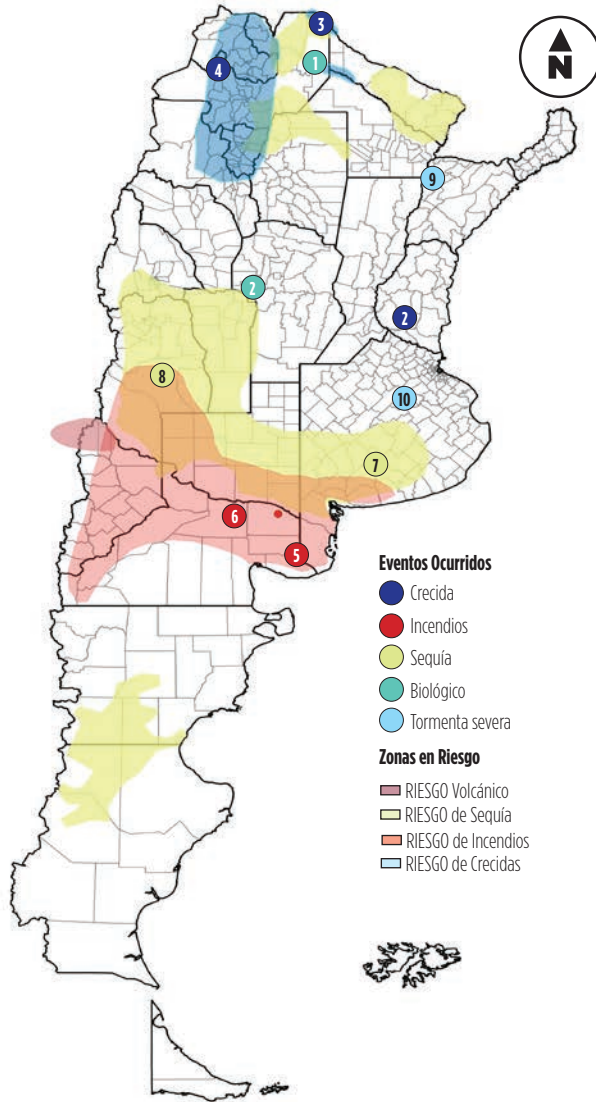 3
N
1
4
9
2
2
8
10
7
6
5
Eventos Ocurridos
Crecida
Incendios
Sequía
Biológico
Tormenta severa
Zonas en Riesgo
RIESGO Volcánico
RIESGO de Sequía
RIESGO de Incendios
RIESGO de Crecidas